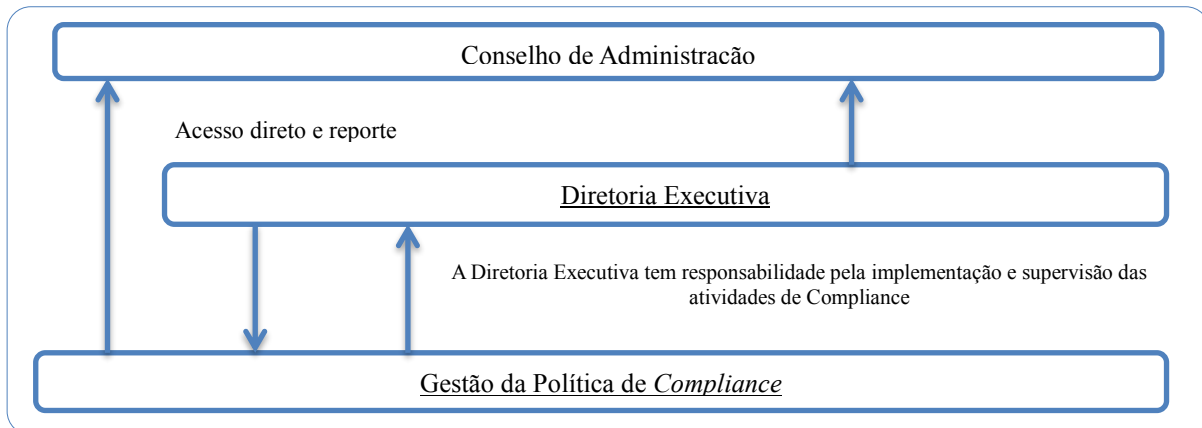 Conselho de Administracão
Acesso direto e reporte
Diretoria Executiva
A Diretoria Executiva tem responsabilidade pela implementação e supervisão das
atividades de Compliance
Gestão da Política de Compliance